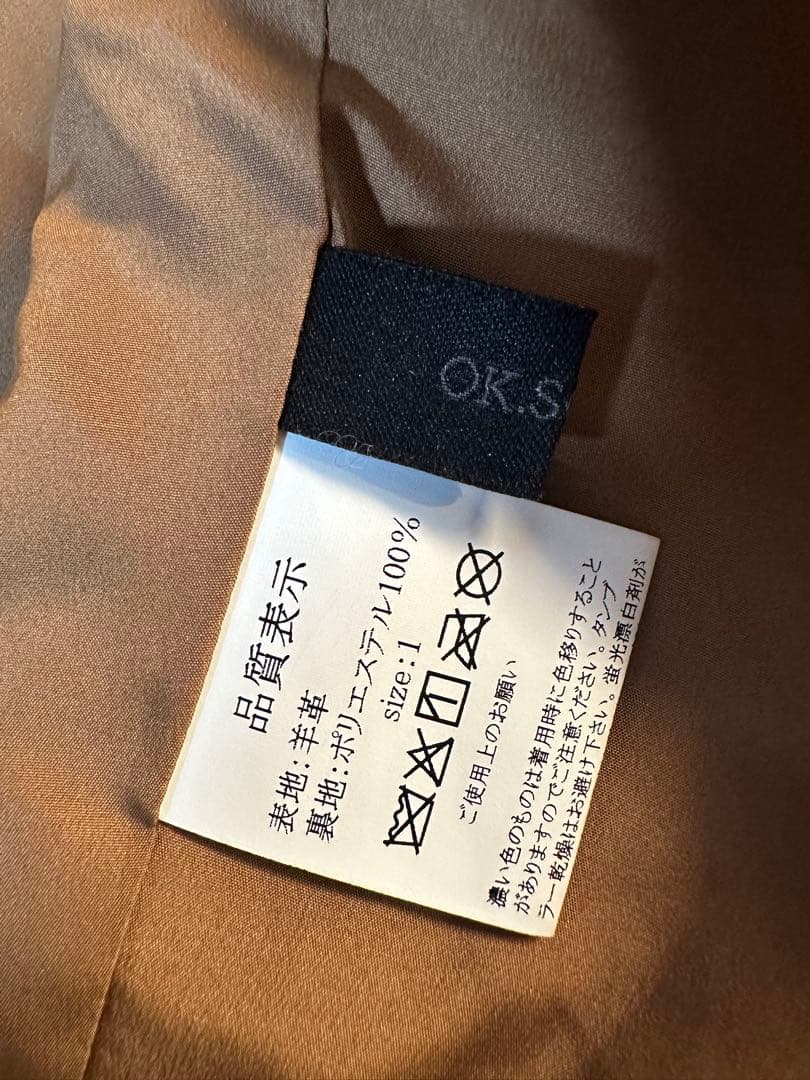 OK.S
品質表示
表地:羊革
裏地:ポリエステル100%
size:1
ご使用上のお願い
濃い色のものは着用時に色移りすること
がありますのでご注意ください。タンブ
ラー乾燥はお避け下さい。蛍光漂白剤が